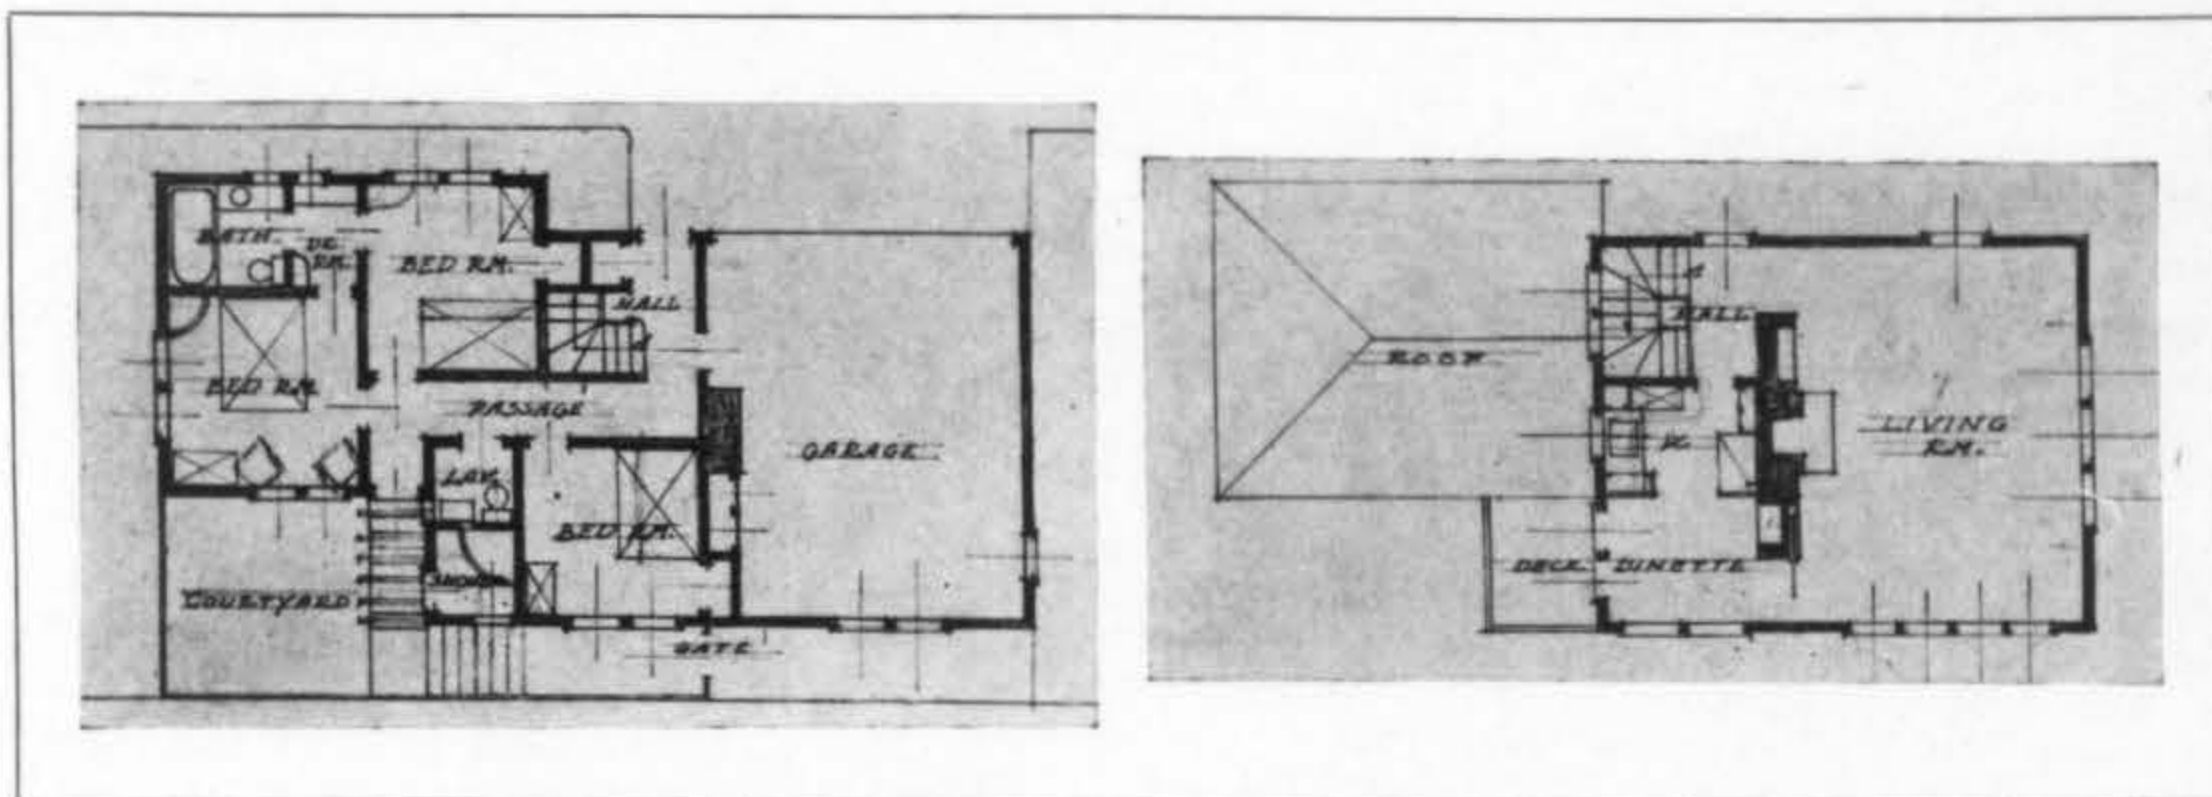 BATH.
DR.
RM.
BED RM.
HALL
BED RM.
PASSAGE
GARAGE.
LAV.
BED RM.
COURTYARD
GATE
HALL
ROOF
LIVING
RM.
DECK
DINETTE